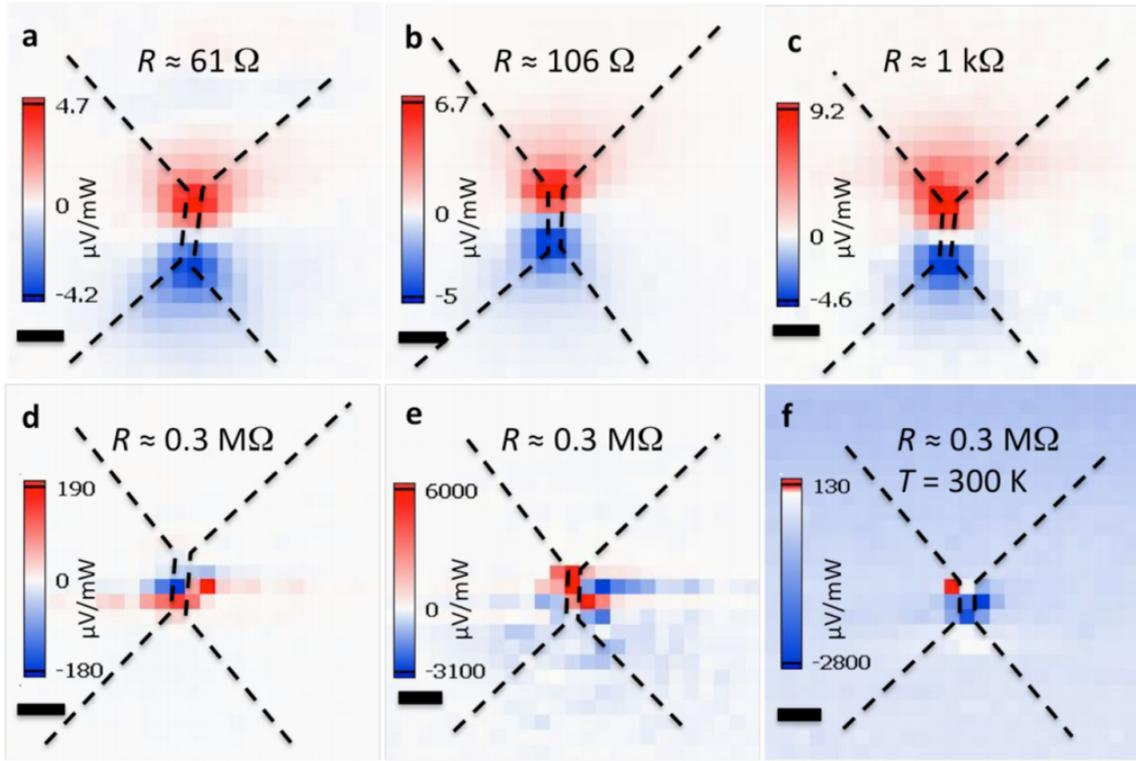 a
R ≈ 61 Ω
4.7
0
-4.2
μV/mW
b
R ≈ 106 Ω
6.7
0
-5
μV/mW
c
R ≈ 1 kΩ
9.2
0
-4.6
μV/mW
d
R ≈ 0.3 MΩ
190
0
-180
μV/mW
e
R ≈ 0.3 MΩ
6000
0
-3100
μV/mW
f
R ≈ 0.3 MΩ
T = 300 K
130
-2800
μV/mW